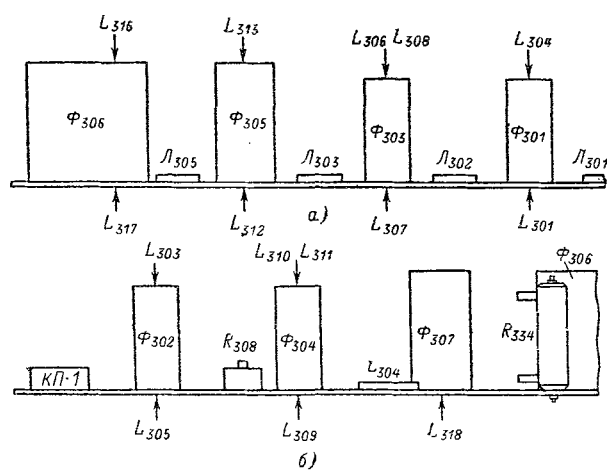 L316 L313 L306 L308 L304
Ф306 Ф305 Ф303 Ф301
Л305 Л303 Л302 Л301
L317 L312 L307 L301
а)
L303 L310 L311 Ф306
Ф302 R308 Ф304 Ф307 R334
КП-1 L304
L305 L309 L318
б)